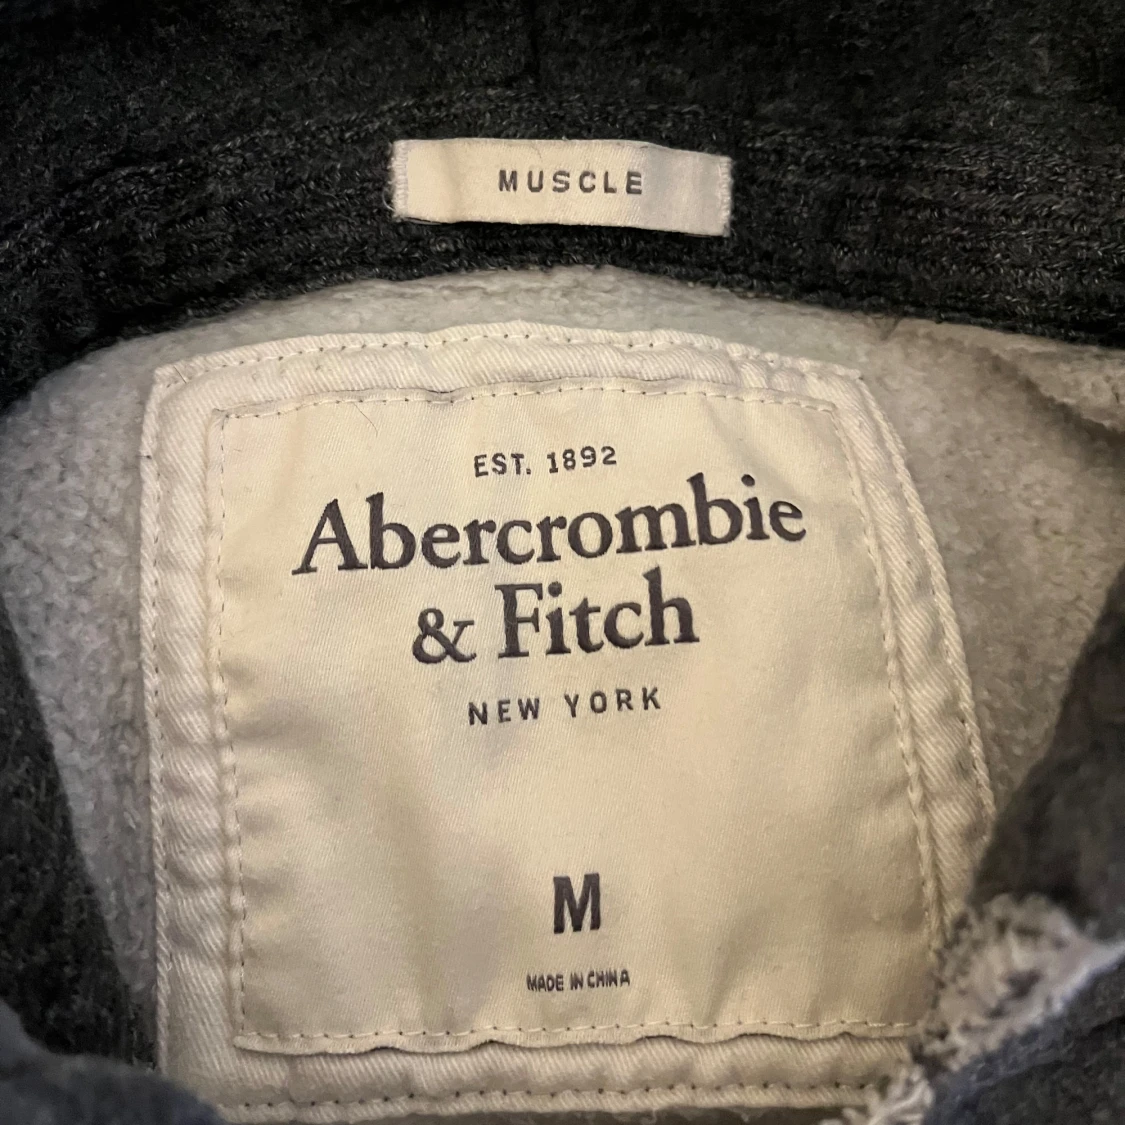 MUSCLE
EST. 1892
Abercrombie
& Fitch
NEW YORK
M
MADE IN CHINA